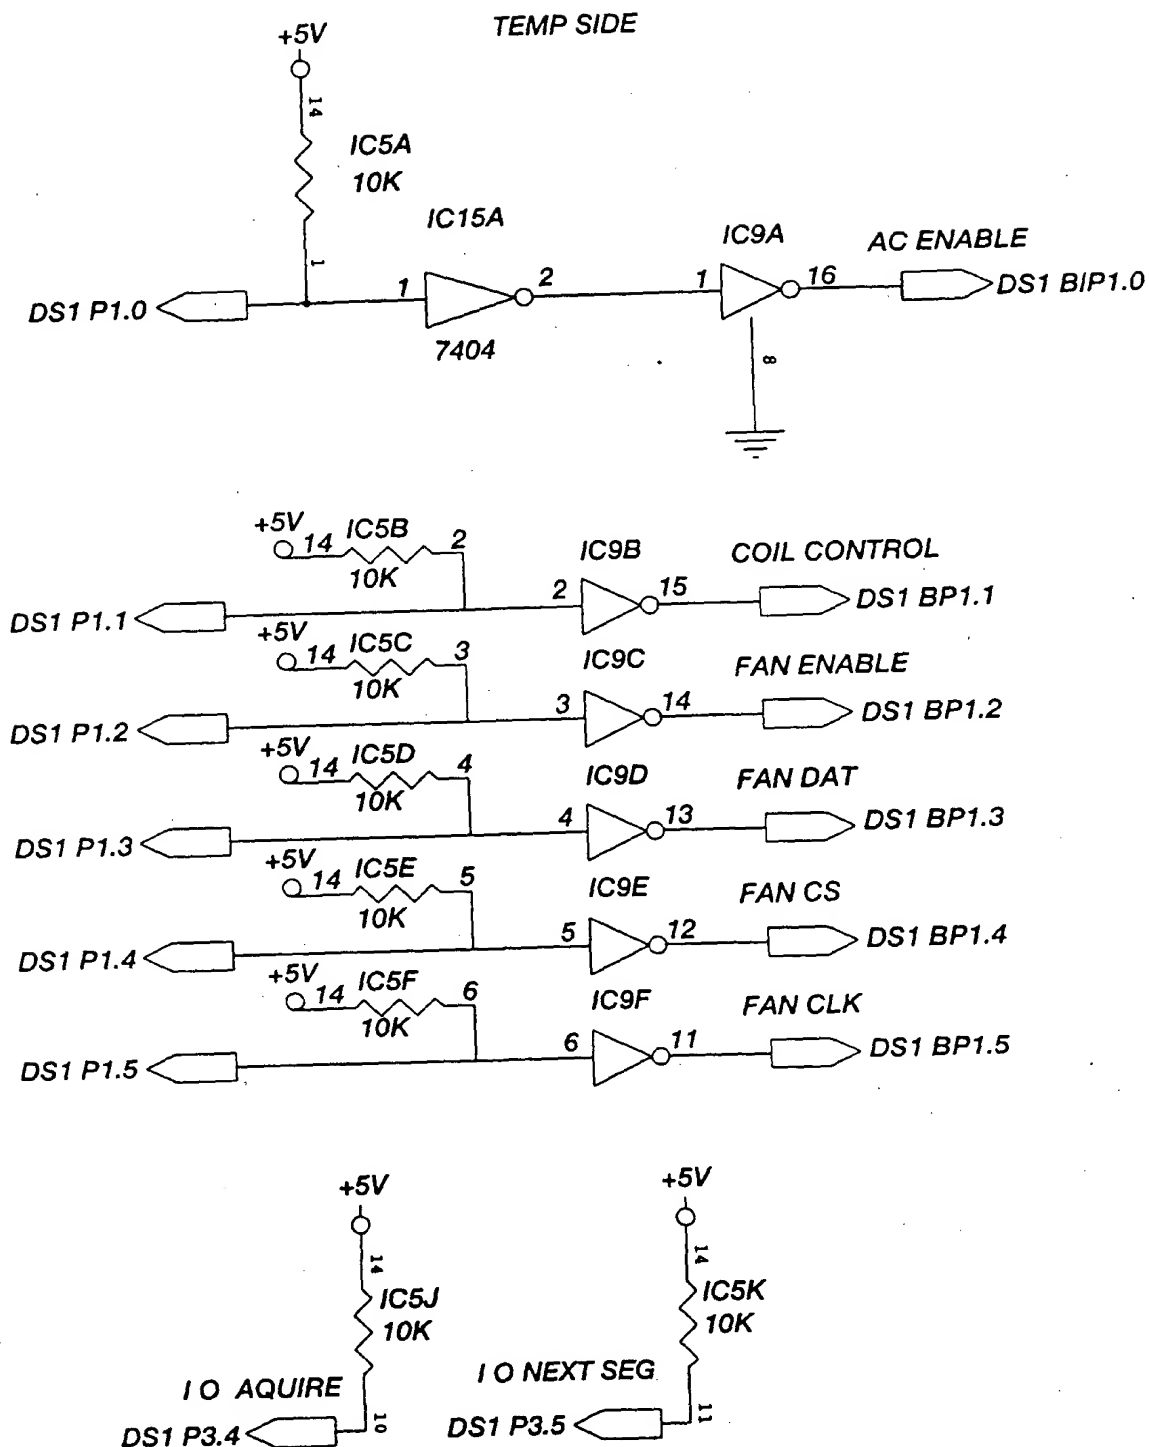 TEMP SIDE
+5V
14
IC5A
10K
1
DS1 P1.0
1
IC15A
2
7404
1
IC9A
16
8
AC ENABLE
DS1 B/P1.0
+5V 14 IC5B 2
10K
DS1 P1.1
2
IC9B
15
COIL CONTROL
DS1 BP1.1
+5V 14 IC5C 3
10K
DS1 P1.2
3
IC9C
14
FAN ENABLE
DS1 BP1.2
+5V 14 IC5D 4
10K
DS1 P1.3
4
IC9D
13
FAN DAT
DS1 BP1.3
+5V 14 IC5E 5
10K
DS1 P1.4
5
IC9E
12
FAN CS
DS1 BP1.4
+5V 14 IC5F 6
10K
DS1 P1.5
6
IC9F
11
FAN CLK
DS1 BP1.5
+5V
14
IC5J
10K
I O AQUIRE
10
DS1 P3.4
+5V
14
IC5K
10K
I O NEXT SEG
11
DS1 P3.5